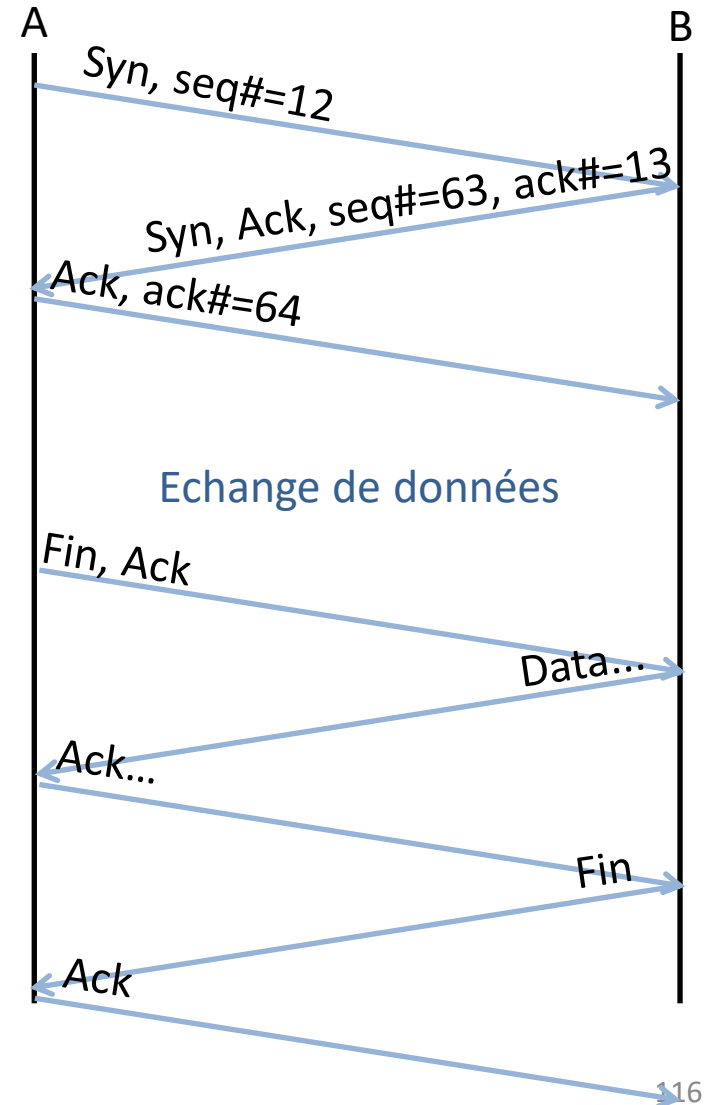 A
B
Syn, seq#=12
Syn, Ack, seq#=63, ack#=13
Ack, ack#=64
Echange de données
Fin, Ack
Data...
Ack...
Fin
Ack
116